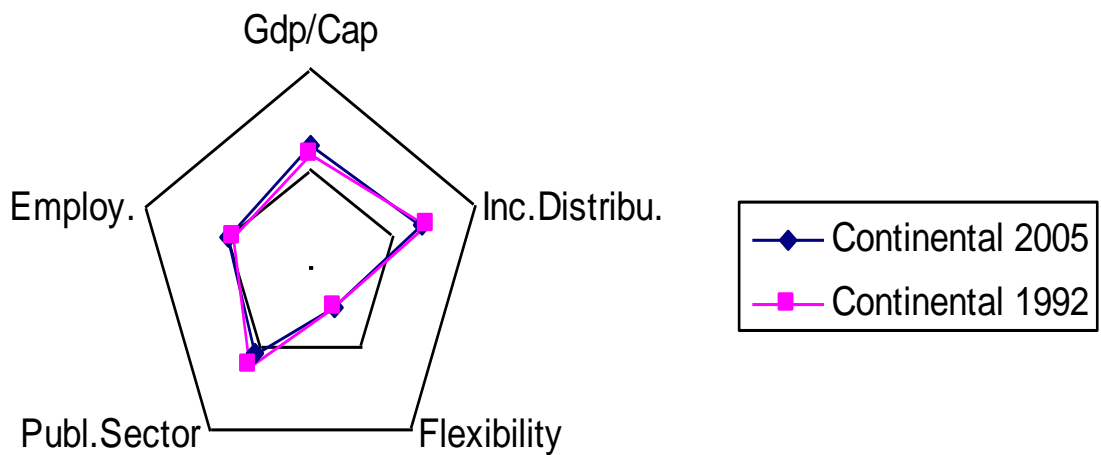 Gdp/Cap
Employ.
Inc.Distribu.
Publ.Sector
Flexibility
Continental 2005
Continental 1992